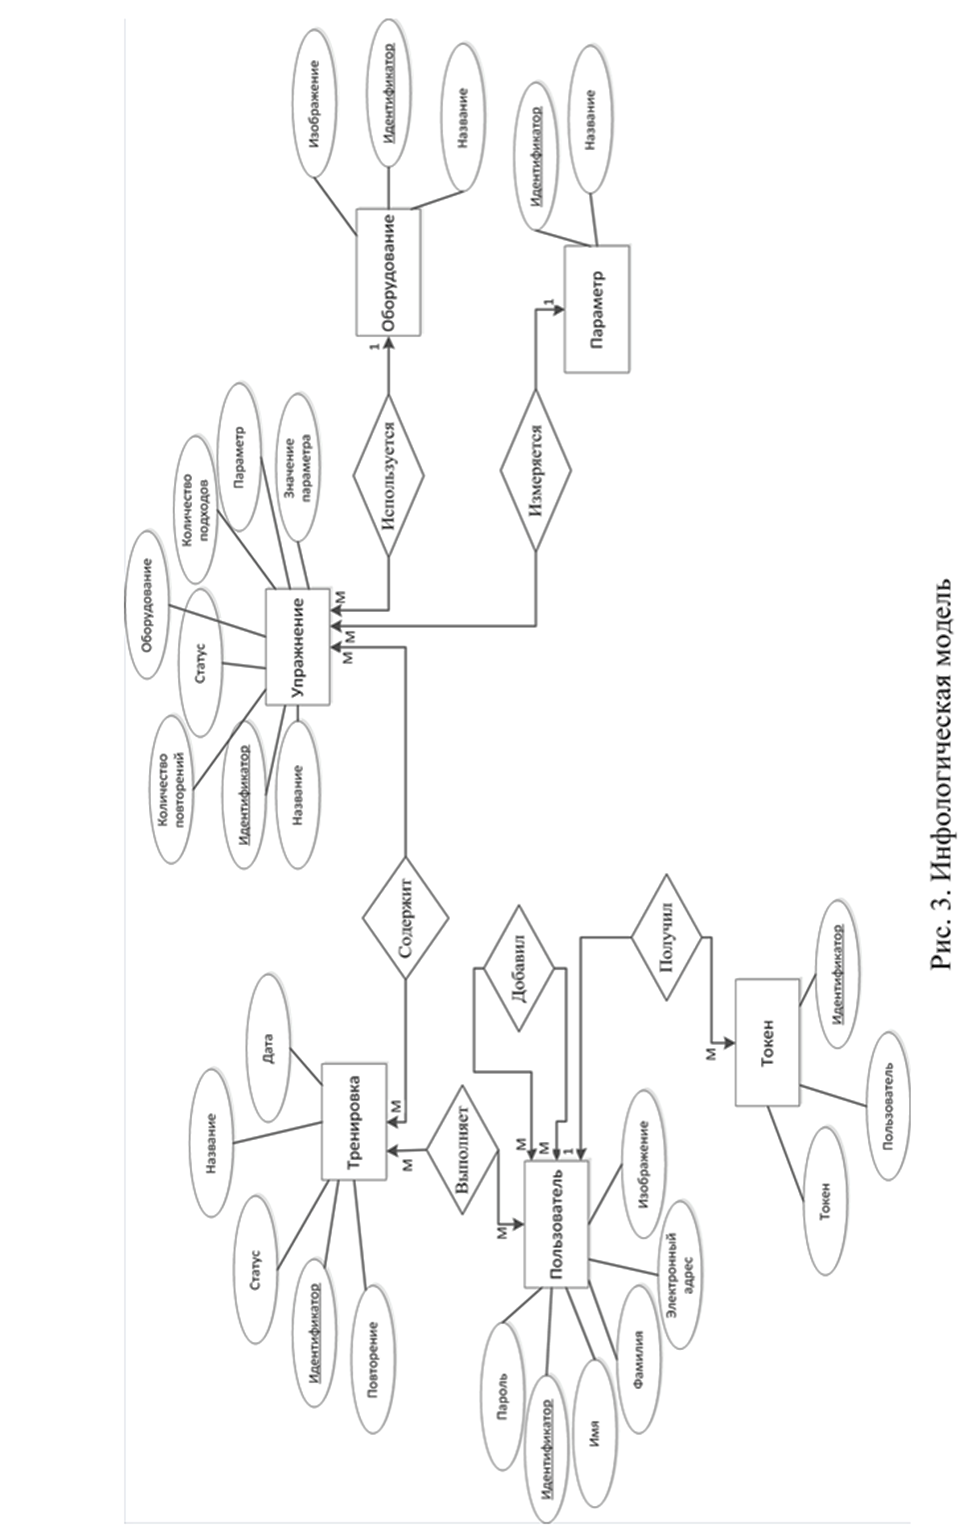 Статус
Название
Дата
Идентификатор
Повторение
Тренировка
М
М
Выполняет
М
Содержит
Количество
повторений
Оборудование
Статус
Количество
подходов
Параметр
Значение
параметра
Идентификатор
Название
Упражнение
М
М
М
Используется
1
Оборудование
Изображение
Идентификатор
Название
Измеряется
1
Параметр
Идентификатор
Название
Пароль
Идентификатор
Имя
Фамилия
Электронный
адрес
Изображение
Пользователь
М
М
1
Добавил
Получил
М
Токен
Токен
Пользователь
Идентификатор
Рис. 3. Инфологическая модель